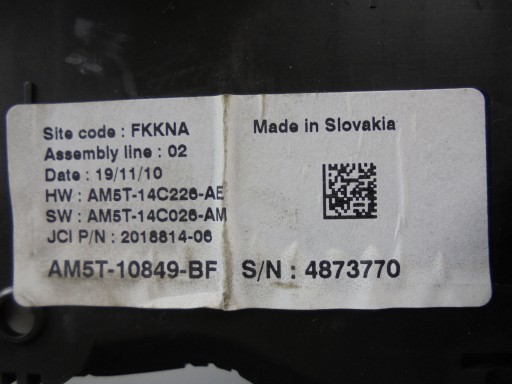 Site code : FKKNA
Made in Slovakia
Assembly line : 02
Date : 19/11/10
HW : AM5T-14C226-AE
SW : AM5T-14C026-AM
JCI P/N : 2018814-06
AM5T-10849-BF S/N : 4873770